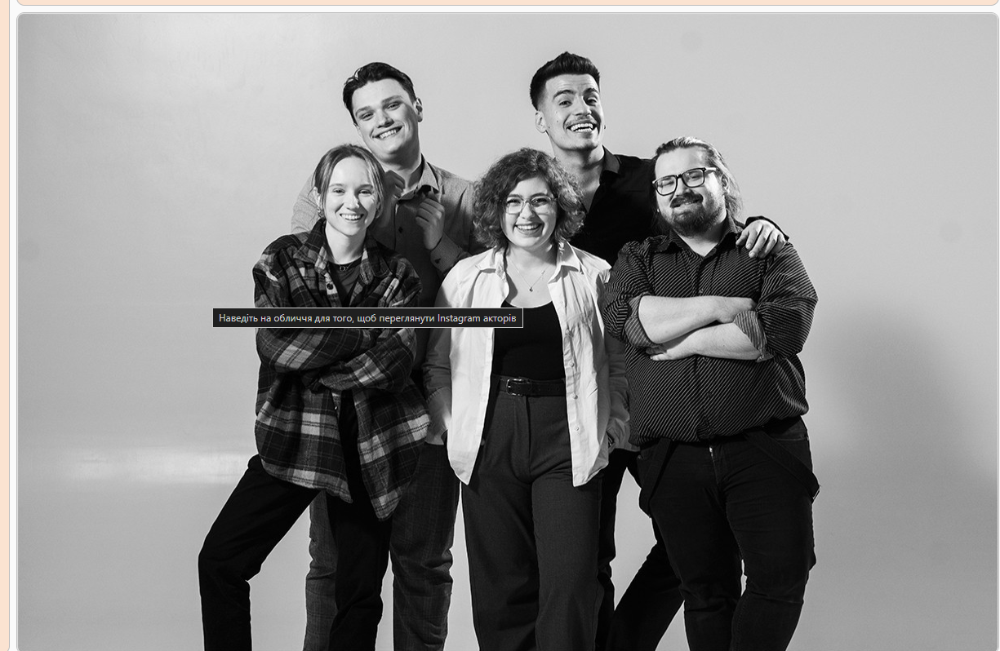 Наведіть на обличчя для того, щоб переглянути Instagram акторів